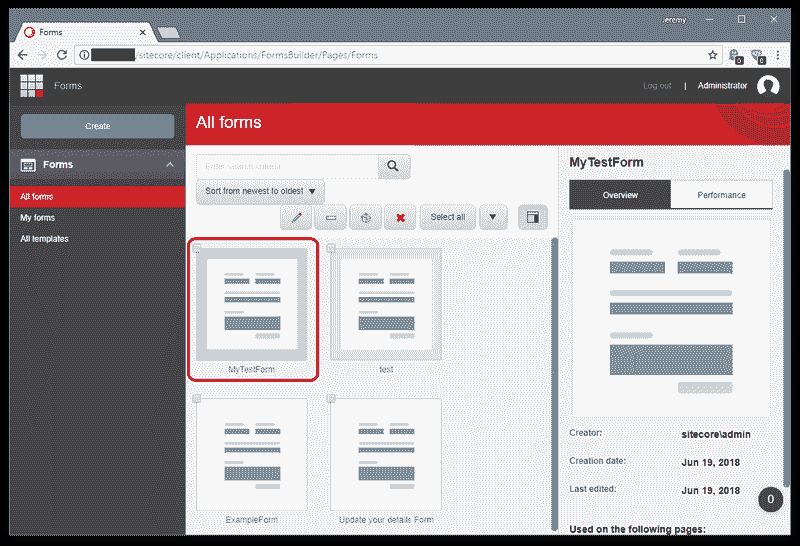 Jeremy
Forms
/sitecore/client/Applications/FormsBuilder/Pages/Forms
0
0
Forms
Log out | Administrator
Create
Forms
All forms
My forms
All templates
All forms
Enter search criteria
Sort from newest to oldest
Select all
MyTestForm
test
ExampleForm
Update your details Form
MyTestForm
Overview
Performance
Creator: sitecore\admin
Creation date: Jun 19, 2018
Last edited: Jun 19, 2018
0
Used on the following pages: